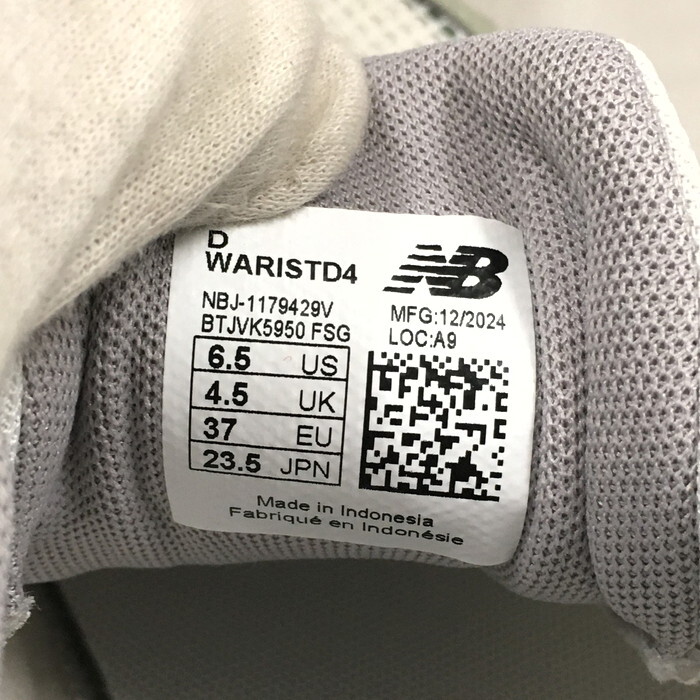 D
WARISTD4
NB
NBJ-1179429V
BTJVK5950 FSG
MFG:12/2024
LOC:A9
6.5 US
4.5 UK
37 EU
23.5 JPN
Made in Indonesia
Fabriqué en Indonésie